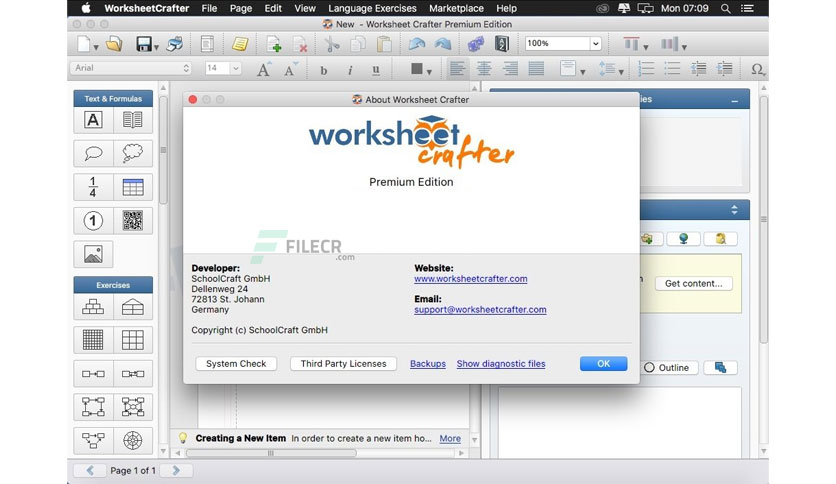 WorksheetCrafter File Page Edit View Language Exercises Marketplace Help Mon 07:09
New - Worksheet Crafter Premium Edition
100%
Arial 14 A A b i u Ω
Text & Formulas
A
1
4
1
Exercises
About Worksheet Crafter
worksheet
crafter
Premium Edition
FILECR
.com
Developer:
SchoolCraft GmbH
Dellenweg 24
72813 St. Johann
Germany
Copyright (c) SchoolCraft GmbH
Website:
www.worksheetcrafter.com
Email:
support@worksheetcrafter.com
System Check Third Party Licenses Backups Show diagnostic files OK
Get content...
Outline
Creating a New Item In order to create a new item ho... More
Page 1 of 1